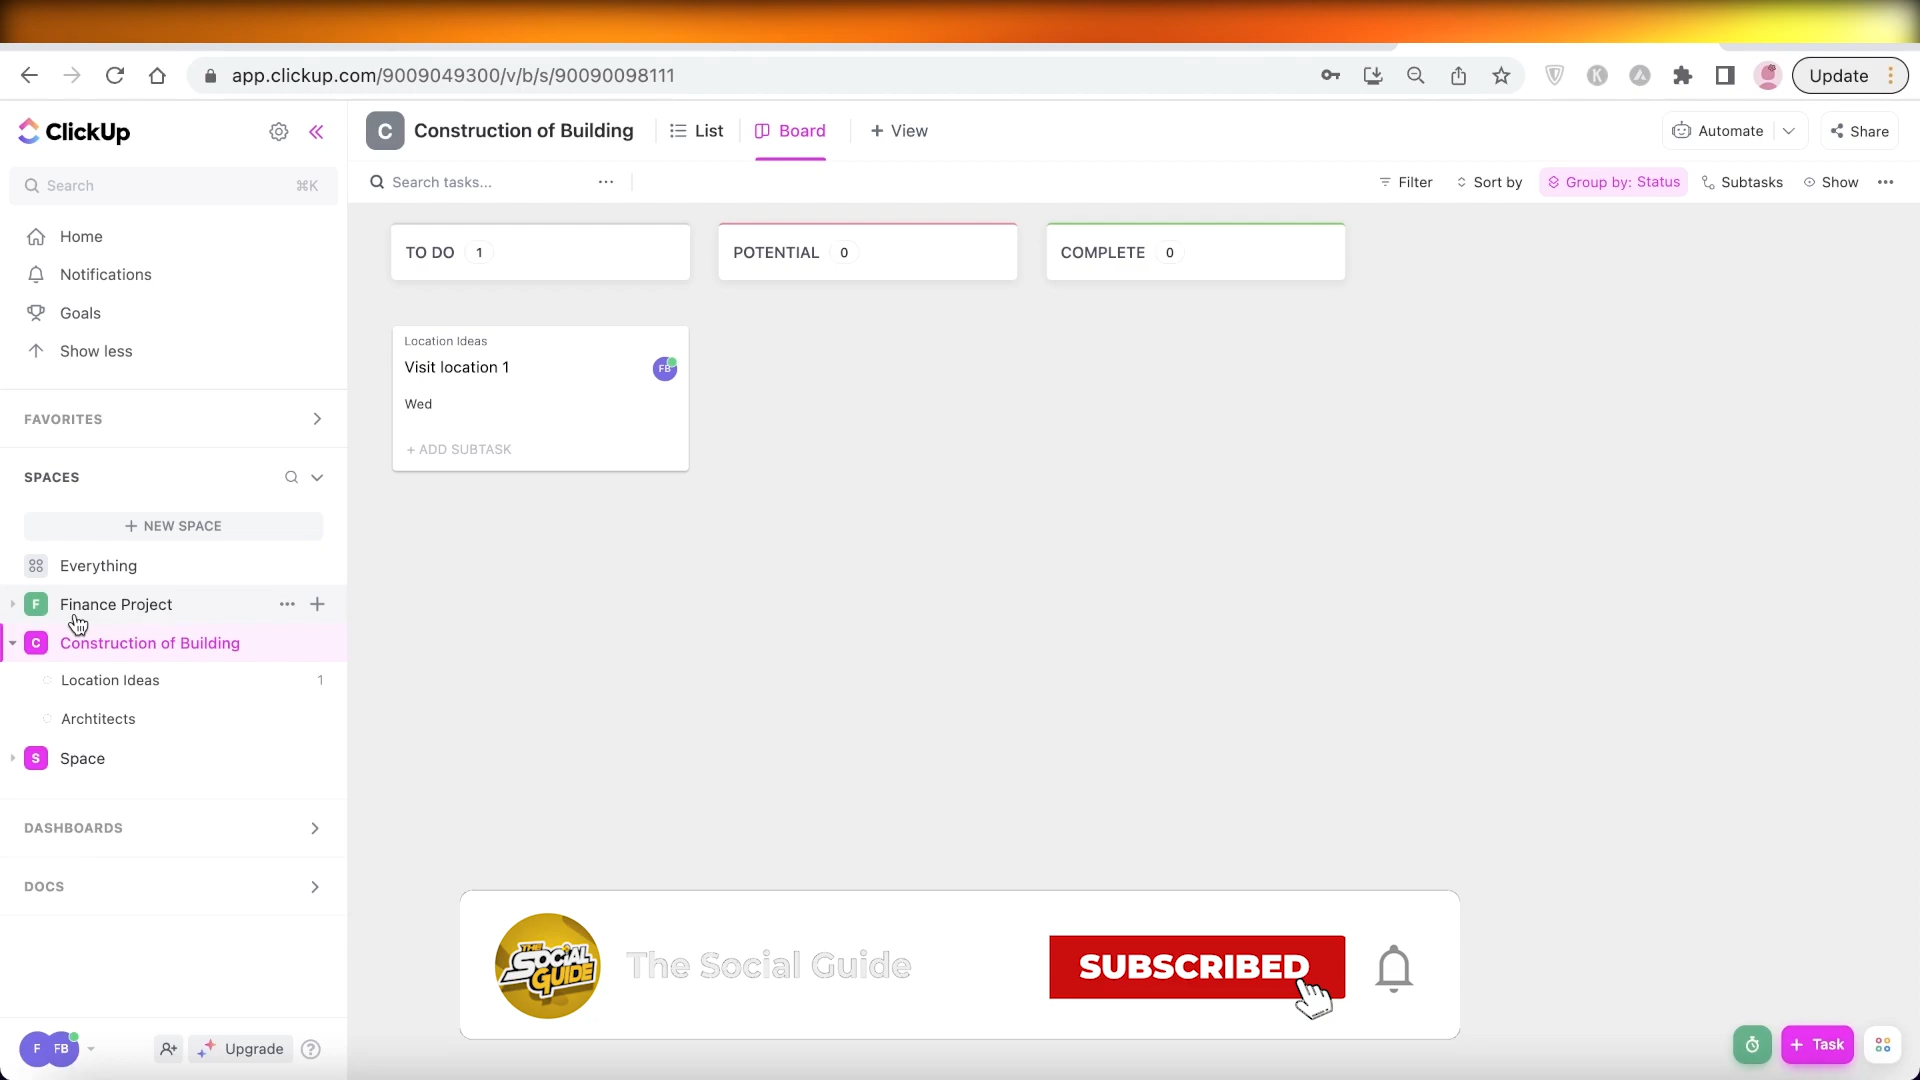 app.clickup.com/9009049300/v/b/s/90090098111
K
Update
ClickUp
C
Construction of Building
List
Board
+ View
Automate
Share
Search
⌘K
Search tasks...
Filter
Sort by
Group by: Status
Subtasks
Show
Home
Notifications
Goals
Show less
TO DO 1
POTENTIAL 0
COMPLETE 0
Location Ideas
Visit location 1
FB
Wed
+ ADD SUBTASK
FAVORITES
SPACES
+ NEW SPACE
Everything
F Finance Project
C Construction of Building
Location Ideas 1
Archtitects
S Space
DASHBOARDS
DOCS
THE SOCIAL GUIDE
The Social Guide
SUBSCRIBED
F FB
Upgrade
?
+ Task